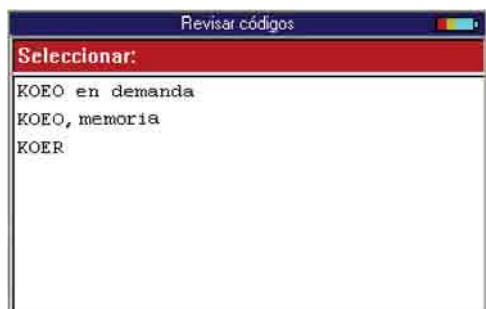 Revisar códigos
Seleccionar:
KOEO en demanda
KOEO, memoria
KOER